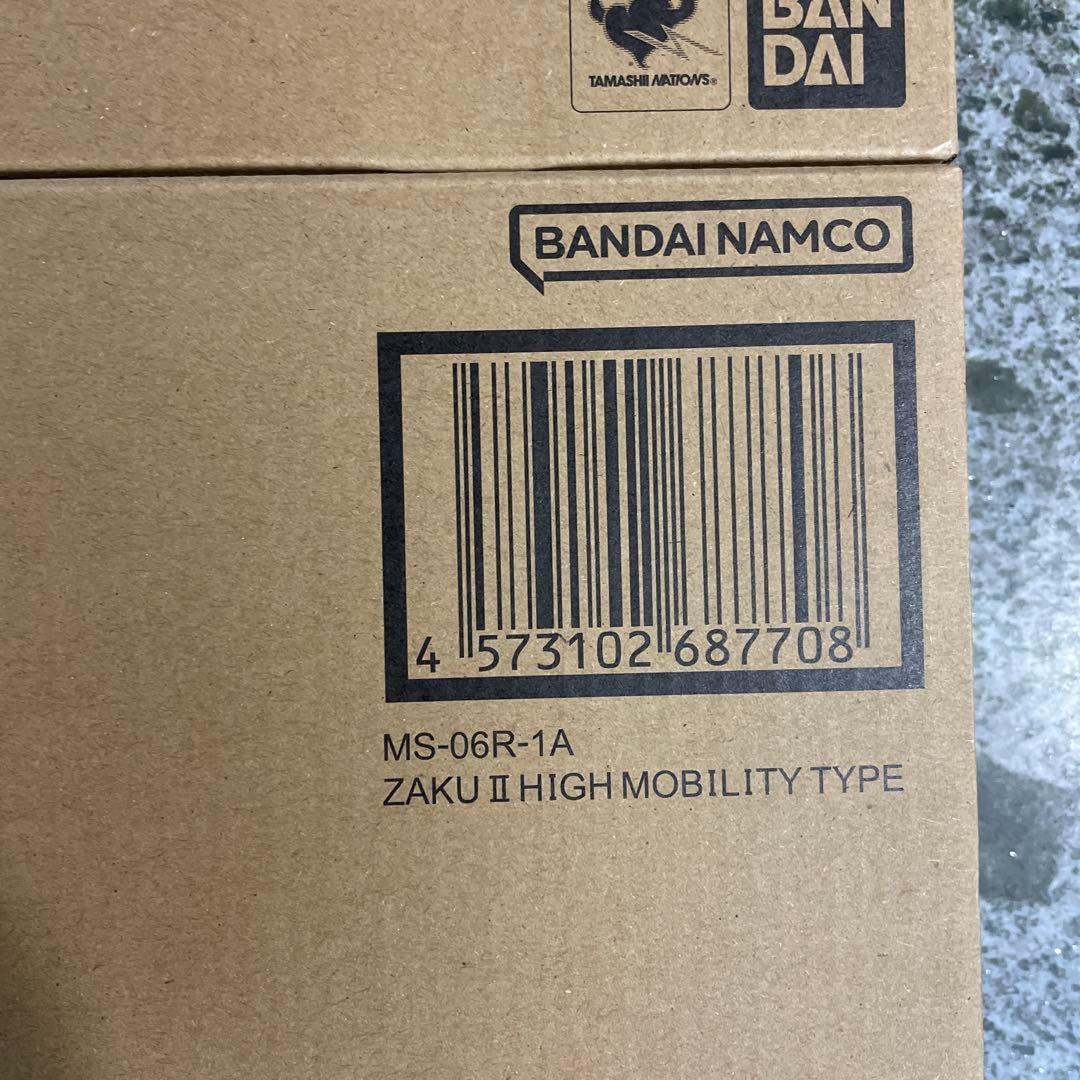 TAMASHII NATIONS®
BAN
DAI
BANDAI NAMCO
4 573102 687708
MS-06R-1A
ZAKU Ⅱ HIGH MOBILITY TYPE